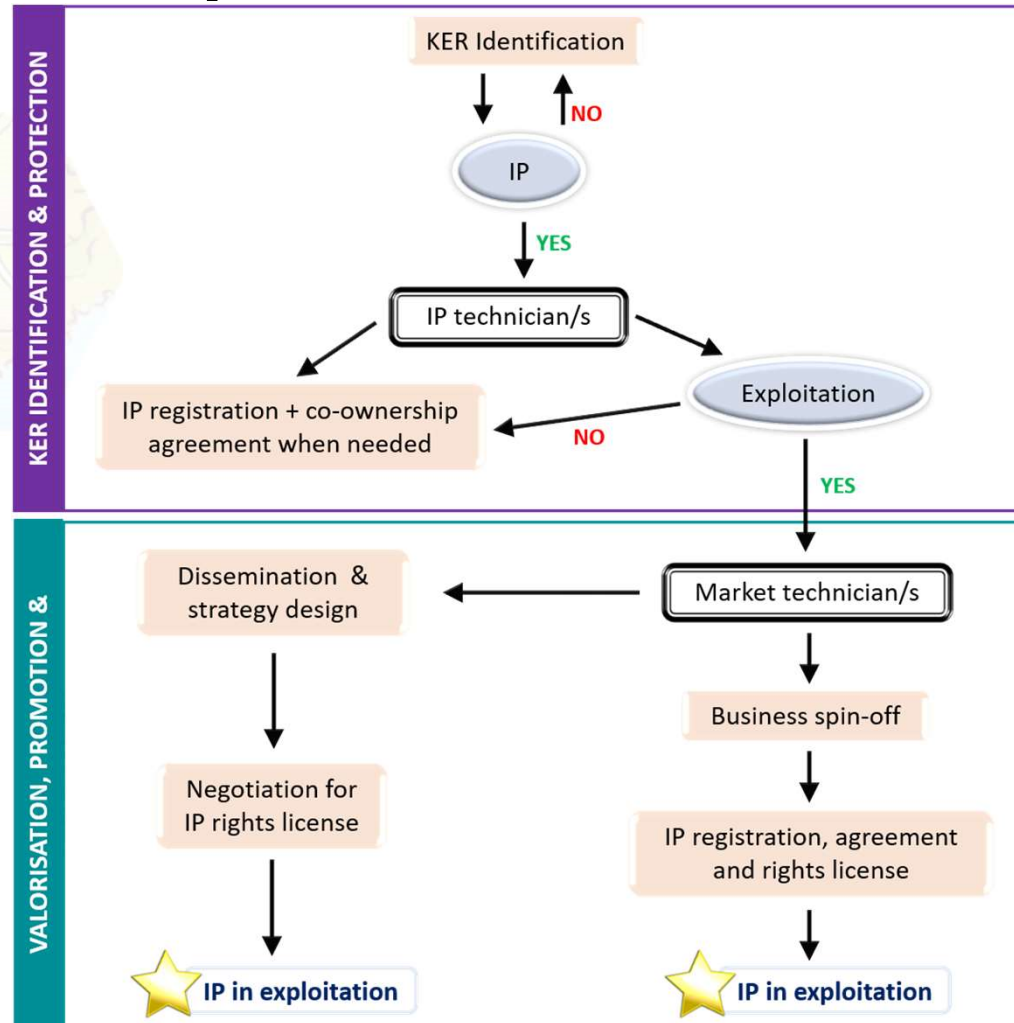 KER IDENTIFICATION & PROTECTION
KER Identification
NO
IP
YES
IP technician/s
Exploitation
IP registration + co-ownership
agreement when needed
NO
YES
VALORISATION, PROMOTION &
Dissemination &
strategy design
Market technician/s
Business spin-off
Negotiation for
IP rights license
IP registration, agreement
and rights license
IP in exploitation
IP in exploitation